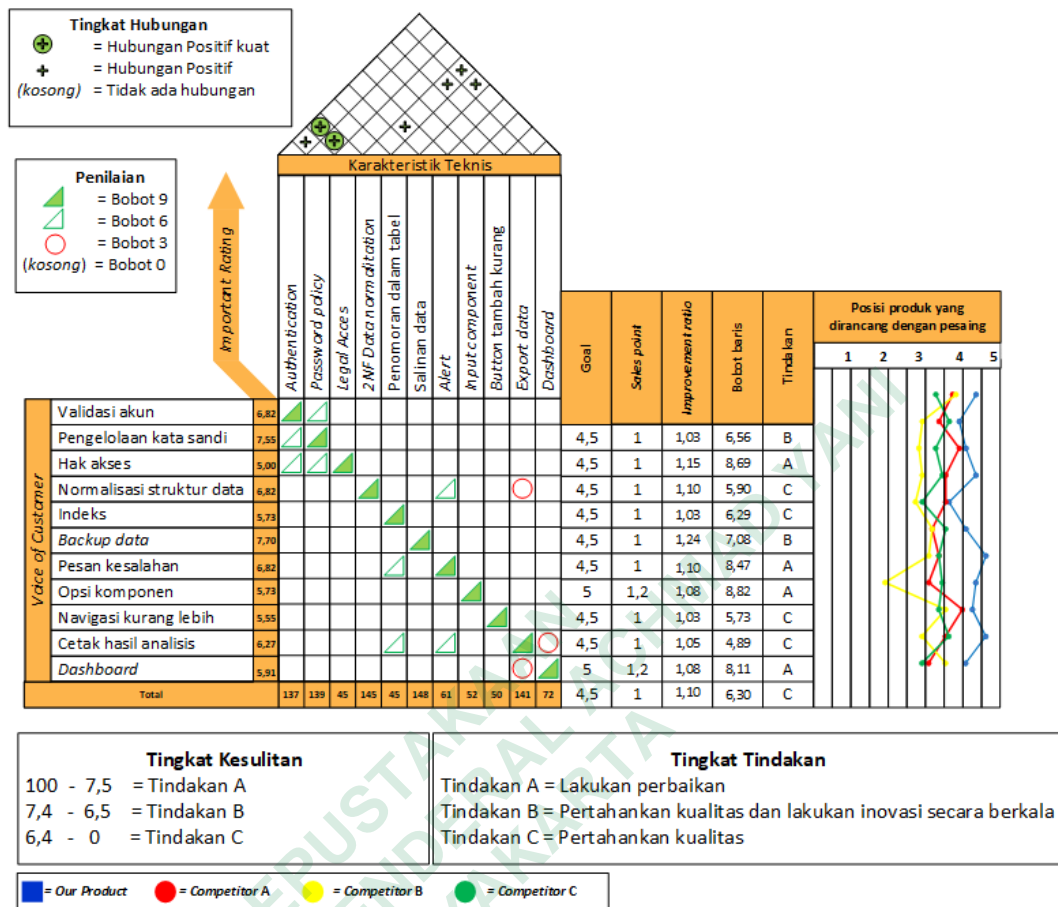 Tingkat Hubungan
= Hubungan Positif kuat
= Hubungan Positif
(kosong) = Tidak ada hubungan
Penilaian
= Bobot 9
= Bobot 6
= Bobot 3
(kosong) = Bobot 0
Important Rating
Karakteristik Teknis
Authentication
Password policy
Legal Acces
2NF Data normditation
Penomoran dalam tabel
Salinan data
Alert
Input component
Button tambah kurang
Export data
Dashboard
Goal
Sales point
Improvement ratio
Bobot baris
Tindakan
Posisi produk yang
dirancang dengan pesaing
1 2 3 4 5
Voice of Customer
Validasi akun 6,82
Pengelolaan kata sandi 7,55 4,5 1 1,03 6,56 B
Hak akses 5,00 4,5 1 1,15 8,69 A
Normalisasi struktur data 6,82 4,5 1 1,10 5,90 C
Indeks 5,73 4,5 1 1,03 6,29 C
Backup data 7,70 4,5 1 1,24 7,08 B
Pesan kesalahan 6,82 4,5 1 1,10 8,47 A
Opsi komponen 5,73 5 1,2 1,08 8,82 A
Navigasi kurang lebih 5,55 4,5 1 1,03 5,73 C
Cetak hasil analisis 6,27 4,5 1 1,05 4,89 C
Dashboard 5,91 5 1,2 1,08 8,11 A
Total 137 139 45 145 45 148 61 52 50 141 72 4,5 1 1,10 6,30 C
Tingkat Kesulitan
100 - 7,5 = Tindakan A
7,4 - 6,5 = Tindakan B
6,4 - 0 = Tindakan C
Tingkat Tindakan
Tindakan A = Lakukan perbaikan
Tindakan B = Pertahankan kualitas dan lakukan inovasi secara berkala
Tindakan C = Pertahankan kualitas
= Our Product = Competitor A = Competitor B = Competitor C
EPUSTAKAAN
ENDERAL ACHMAD YANI
YAKARTA